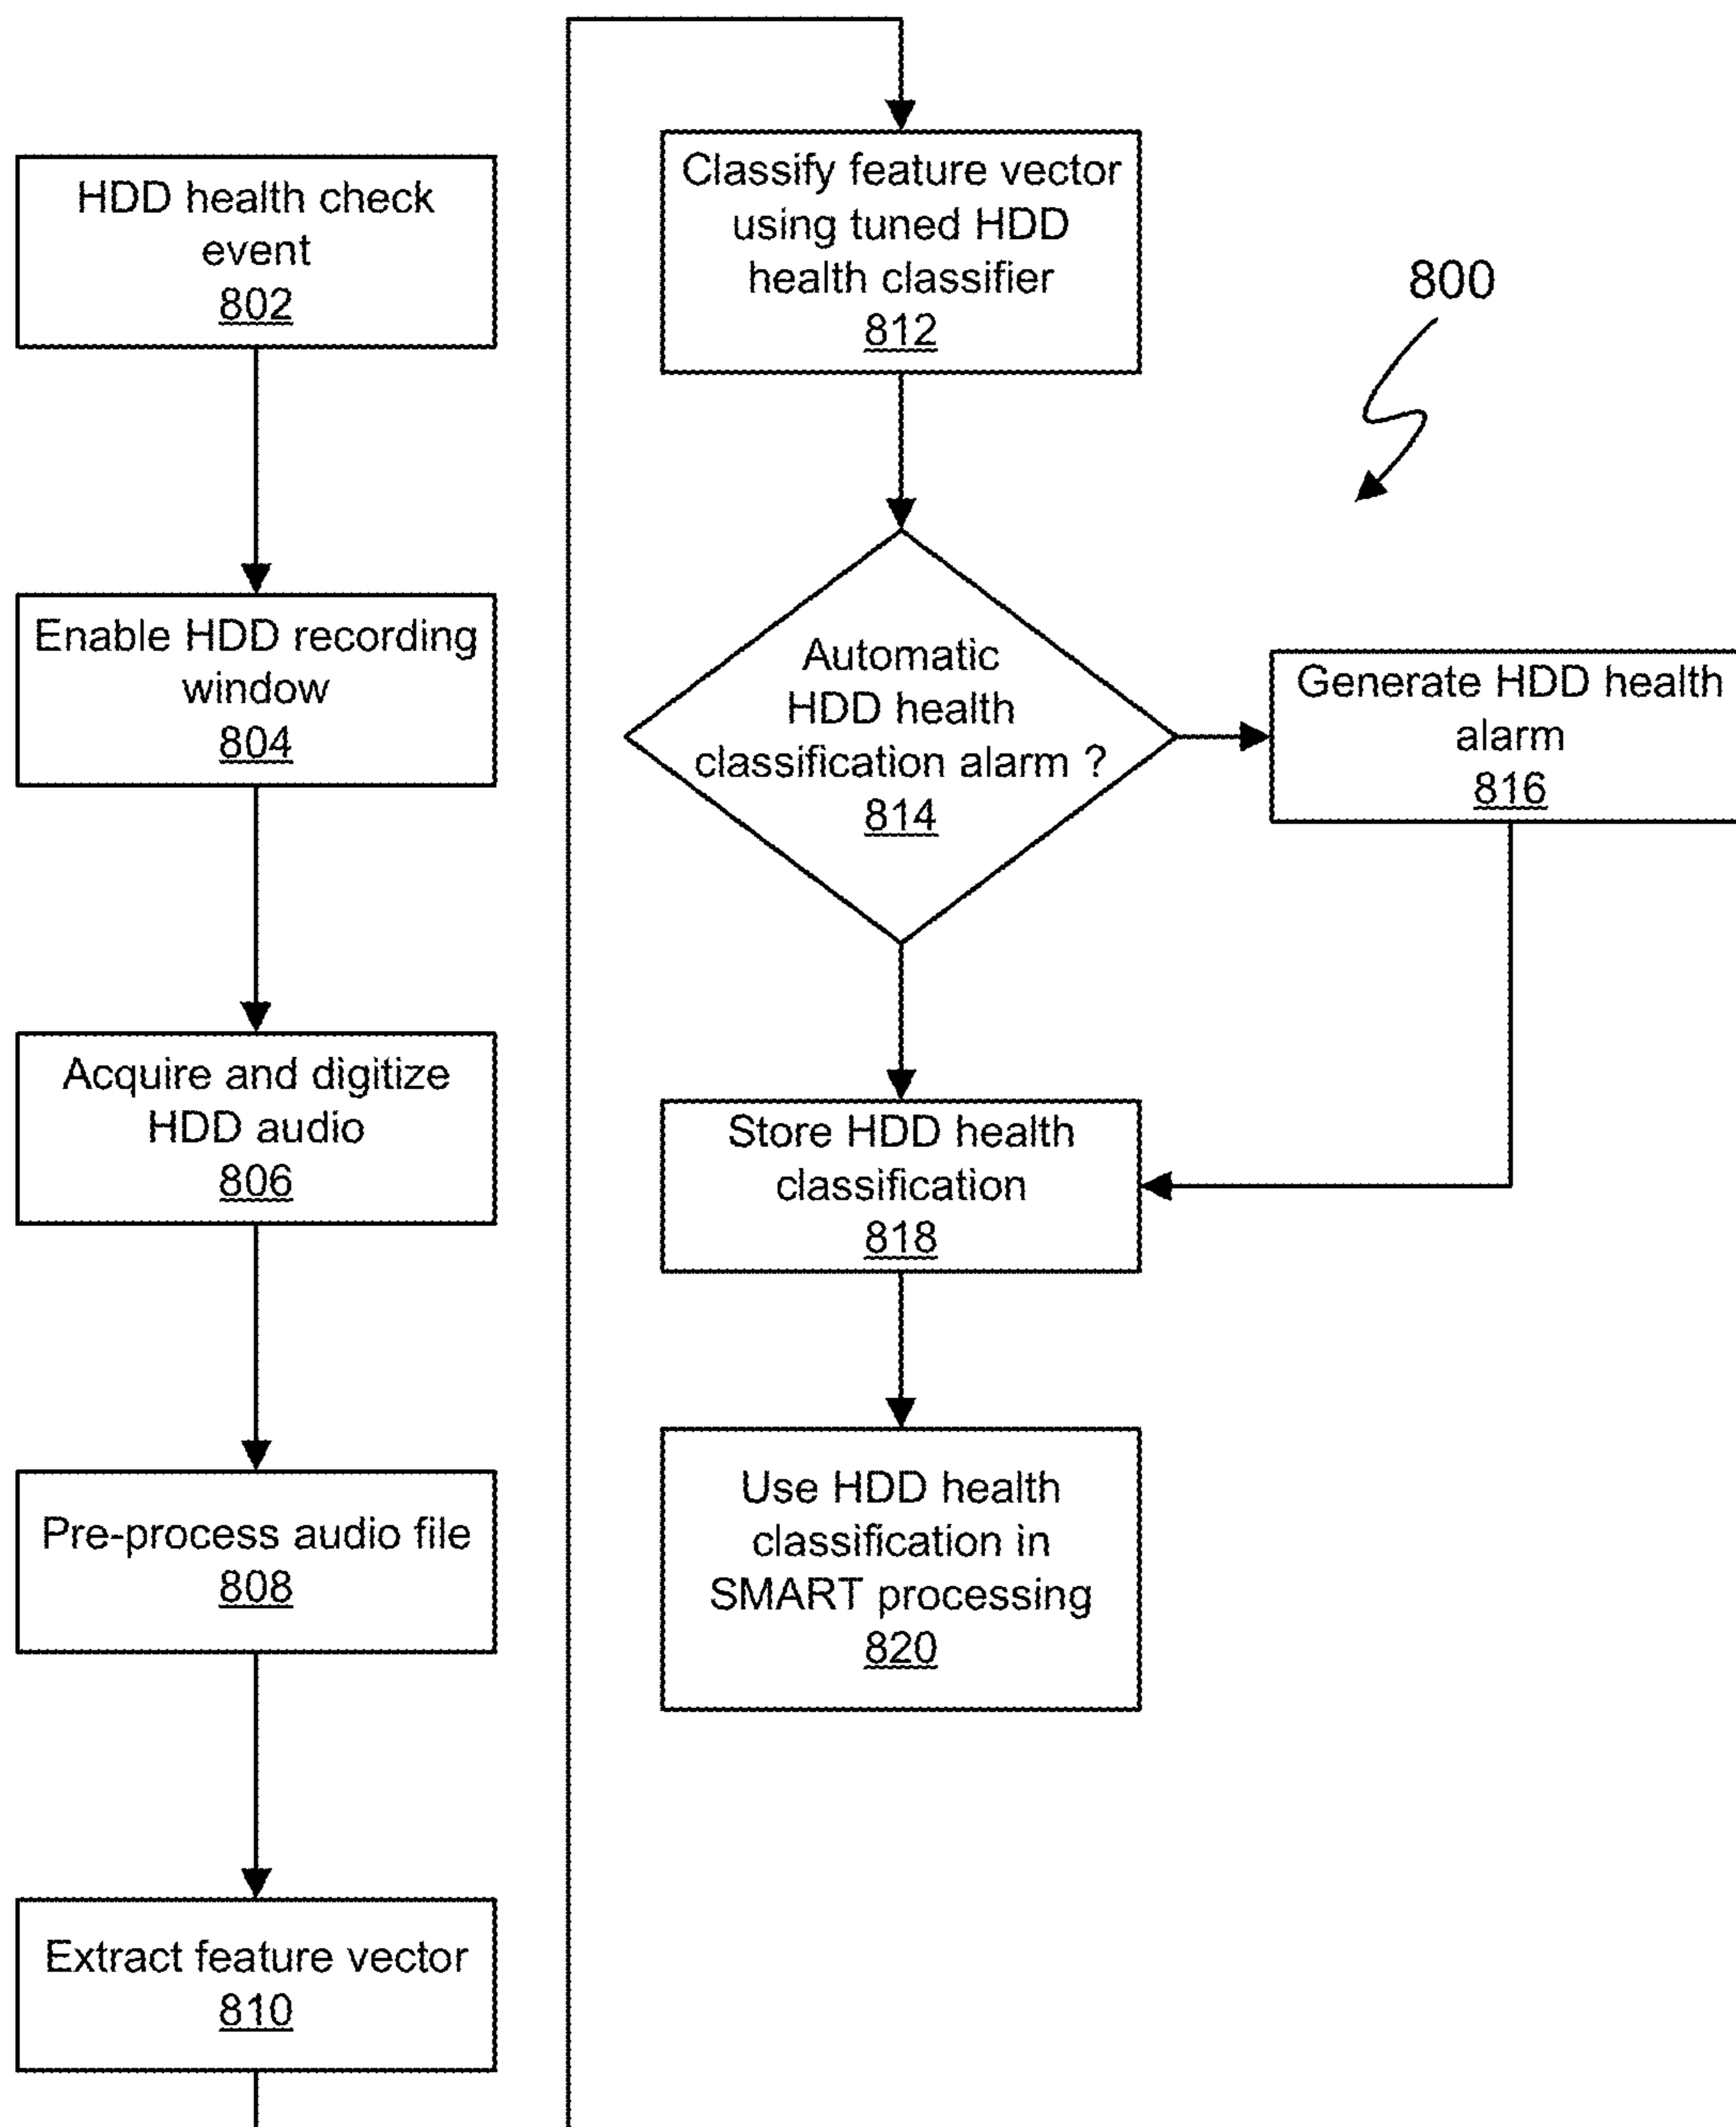 HDD health check
event
802
Enable HDD recording
window
804
Acquire and digitize
HDD audio
806
Pre-process audio file
808
Extract feature vector
810
Classify feature vector
using tuned HDD
health classifier
812
800
Automatic
HDD health
classification alarm ?
814
Generate HDD health
alarm
816
Store HDD health
classification
818
Use HDD health
classification in
SMART processing
820